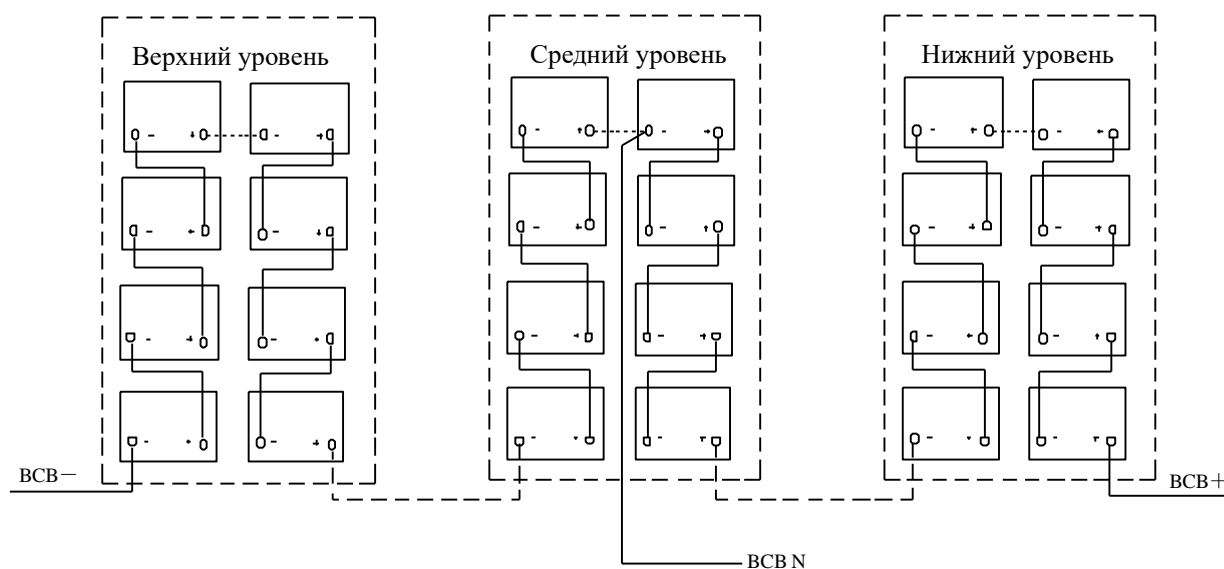 Верхний уровень
Средний уровень
Нижний уровень
BCB－
BCB＋
BCB N